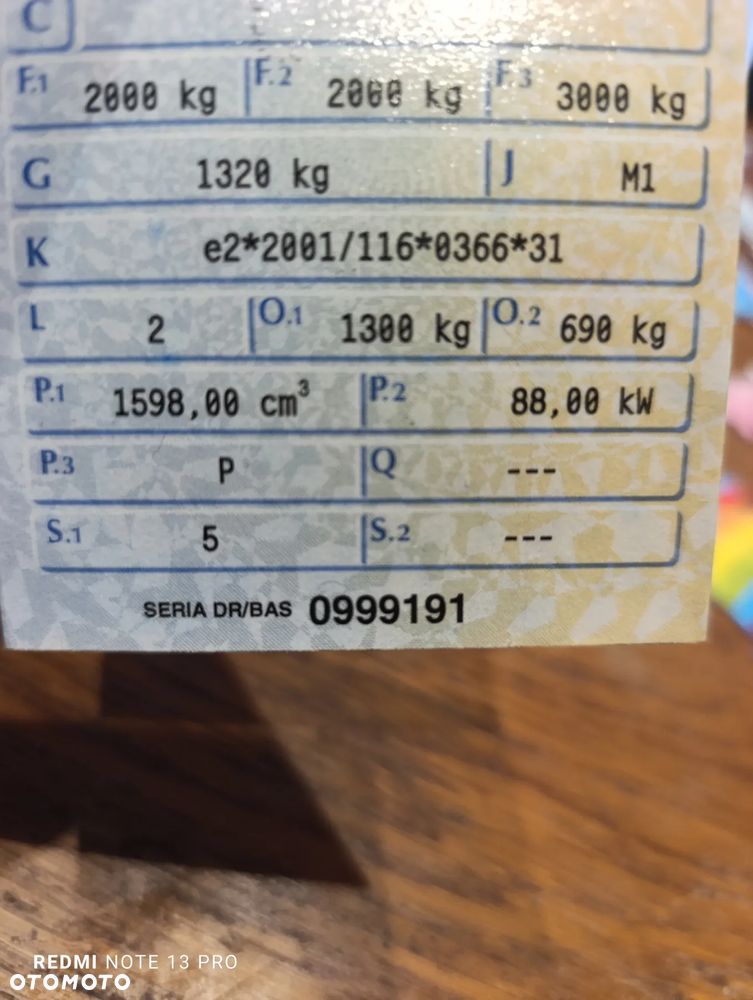 C
F.1 2000 kg F.2 2000 kg F.3 3000 kg
G 1320 kg J M1
K e2*2001/116*0366*31
L 2 O.1 1300 kg O.2 690 kg
P.1 1598,00 cm³ P.2 88,00 kW
P.3 P Q ---
S.1 5 S.2 ---
SERIA DR/BAS 0999191
REDMI NOTE 13 PRO
OTOMOTO